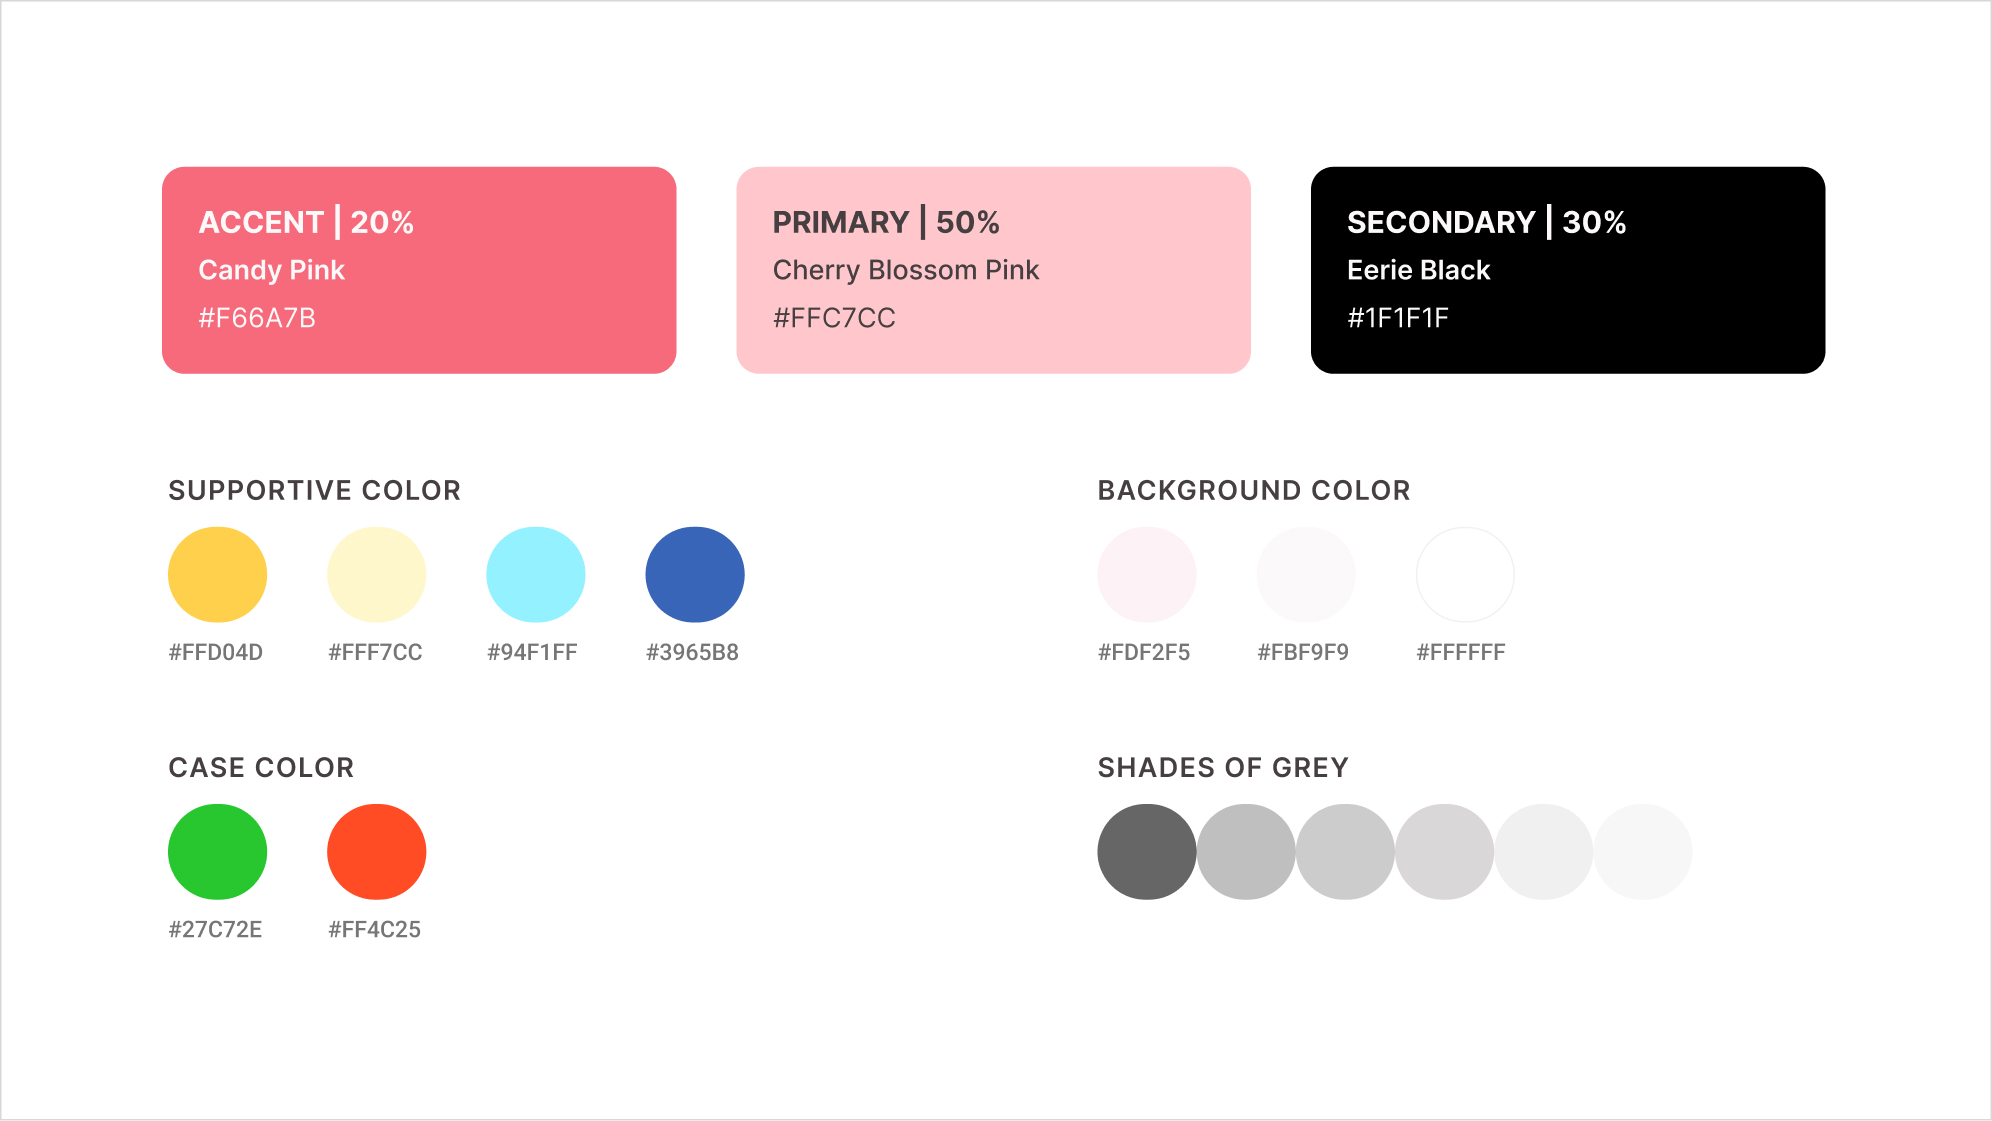 ACCENT | 20%
Candy Pink
#F66A7B
PRIMARY | 50%
Cherry Blossom Pink
#FFC7CC
SECONDARY | 30%
Eerie Black
#1F1F1F
SUPPORTIVE COLOR
#FFD04D
#FFF7CC
#94F1FF
#3965B8
BACKGROUND COLOR
#FDF2F5
#FBF9F9
#FFFFFF
CASE COLOR
#27C72E
#FF4C25
SHADES OF GREY